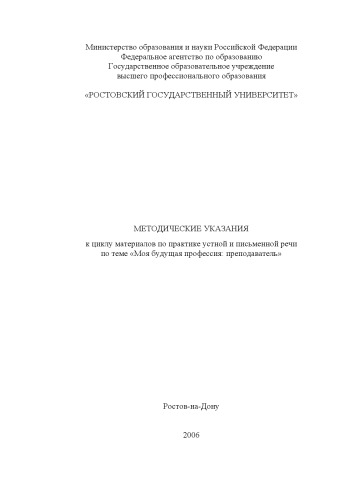 Министерство образования и науки Российской Федерации
Федеральное агентство по образованию
Государственное образовательное учреждение
высшего профессионального образования
«РОСТОВСКИЙ ГОСУДАРСТВЕННЫЙ УНИВЕРСИТЕТ»
МЕТОДИЧЕСКИЕ УКАЗАНИЯ
к циклу материалов по практике устной и письменной речи
по теме «Моя будущая профессия: преподаватель»
Ростов-на-Дону
2006